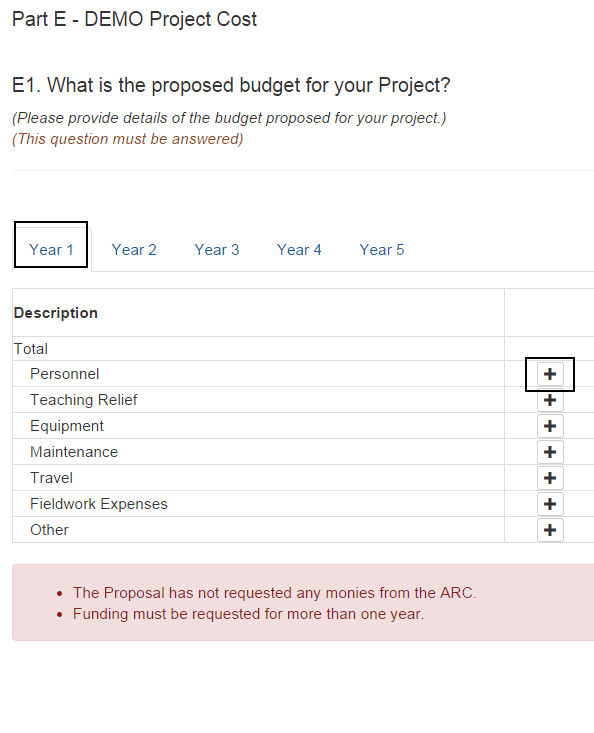 Part E - DEMO Project Cost
E1. What is the proposed budget for your Project?
(Please provide details of the budget proposed for your project.)
(This question must be answered)
Year 1 Year 2 Year 3 Year 4 Year 5
Description
Total
Personnel
Teaching Relief
Equipment
Maintenance
Travel
Fieldwork Expenses
Other
• The Proposal has not requested any monies from the ARC.
• Funding must be requested for more than one year.